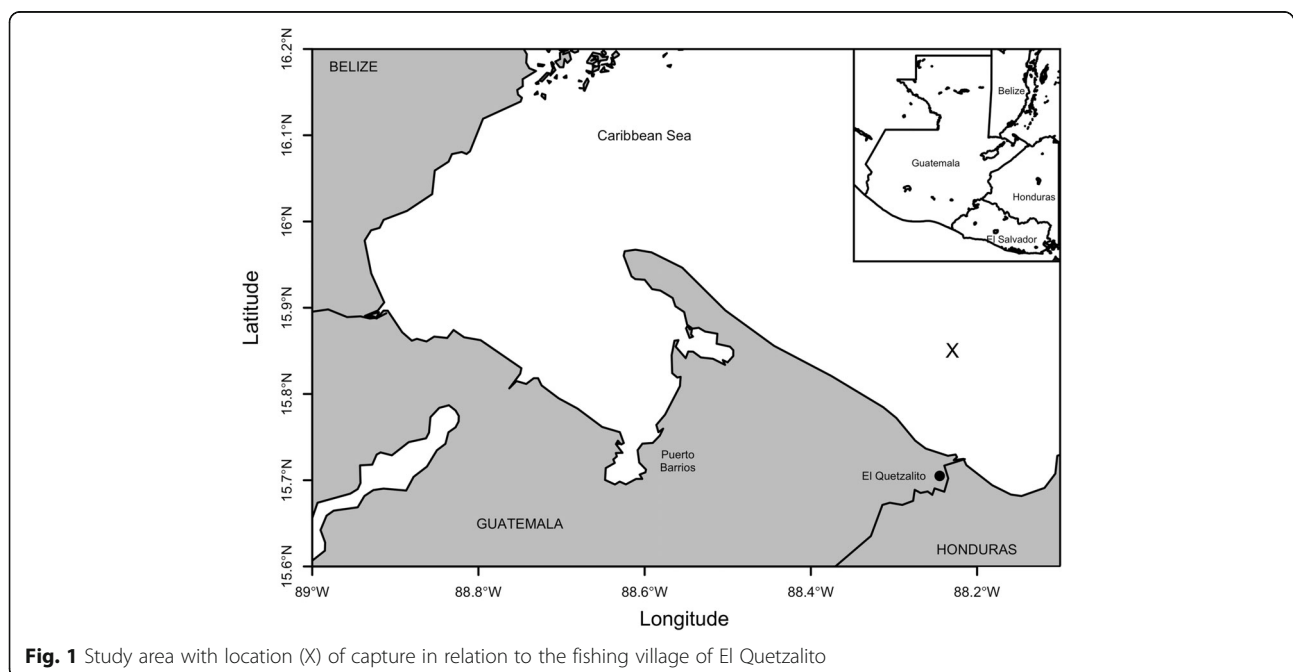 BELIZE
Caribbean Sea
Belize
Guatemala
Honduras
El Salvador
X
Puerto
Barrios
El Quetzalito
GUATEMALA
HONDURAS
Latitude
16.2°N
16.1°N
16°N
15.9°N
15.8°N
15.7°N
15.6°N
89°W 88.8°W 88.6°W 88.4°W 88.2°W
Longitude
Fig. 1 Study area with location (X) of capture in relation to the fishing village of El Quetzalito